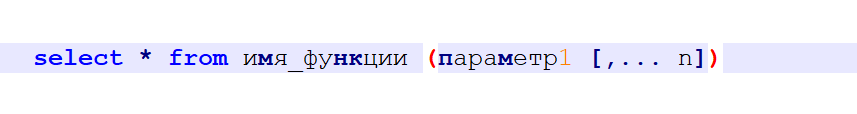 select * from имя_функции (параметр1 [,... n])